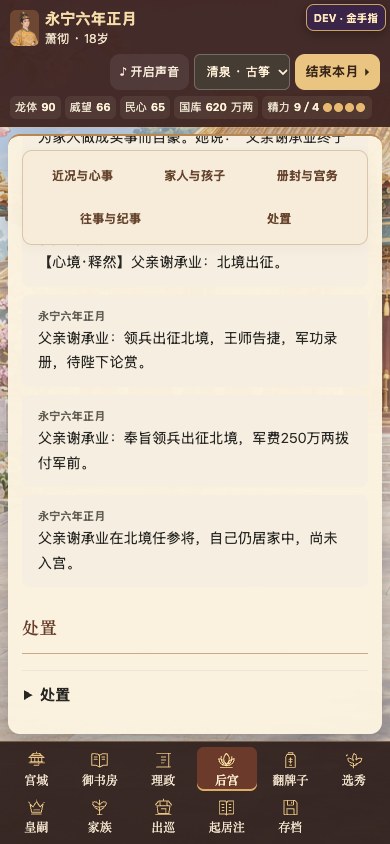 永宁六年正月
DEV · 金手指
萧彻 · 18岁
♪ 开启声音
清泉 · 古筝
结束本月 ▸
龙体 90
威望 66
民心 65
国库 620 万两
精力 9 / 4
近况与心事
家人与孩子
册封与宫务
往事与纪事
处置
【心境·释然】父亲谢承业：北境出征。
永宁六年正月
父亲谢承业：领兵出征北境，王师告捷，军功录
册，待陛下论赏。
永宁六年正月
父亲谢承业：奉旨领兵出征北境，军费250万两拨
付军前。
永宁六年正月
父亲谢承业在北境任参将，自己仍居家中，尚未
入宫。
处置
▶ 处置
宫城
御书房
理政
后宫
翻牌子
选秀
皇嗣
家族
出巡
起居注
存档